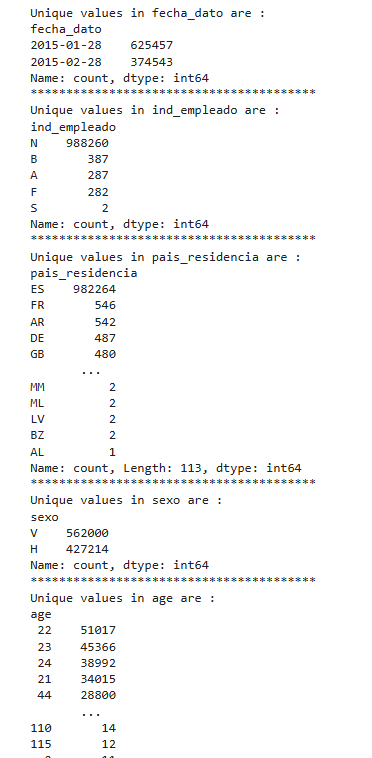 Unique values in fecha_dato are :
fecha_dato
2015-01-28    625457
2015-02-28    374543
Name: count, dtype: int64
****************************************
Unique values in ind_empleado are :
ind_empleado
N    988260
B       387
A       287
F       282
S         2
Name: count, dtype: int64
****************************************
Unique values in pais_residencia are :
pais_residencia
ES    982264
FR       546
AR       542
DE       487
GB       480
       ...
MM         2
ML         2
LV         2
BZ         2
AL         1
Name: count, Length: 113, dtype: int64
****************************************
Unique values in sexo are :
sexo
V    562000
H    427214
Name: count, dtype: int64
****************************************
Unique values in age are :
age
 22    51017
 23    45366
 24    38992
 21    34015
 44    28800
       ...
110       14
115       12